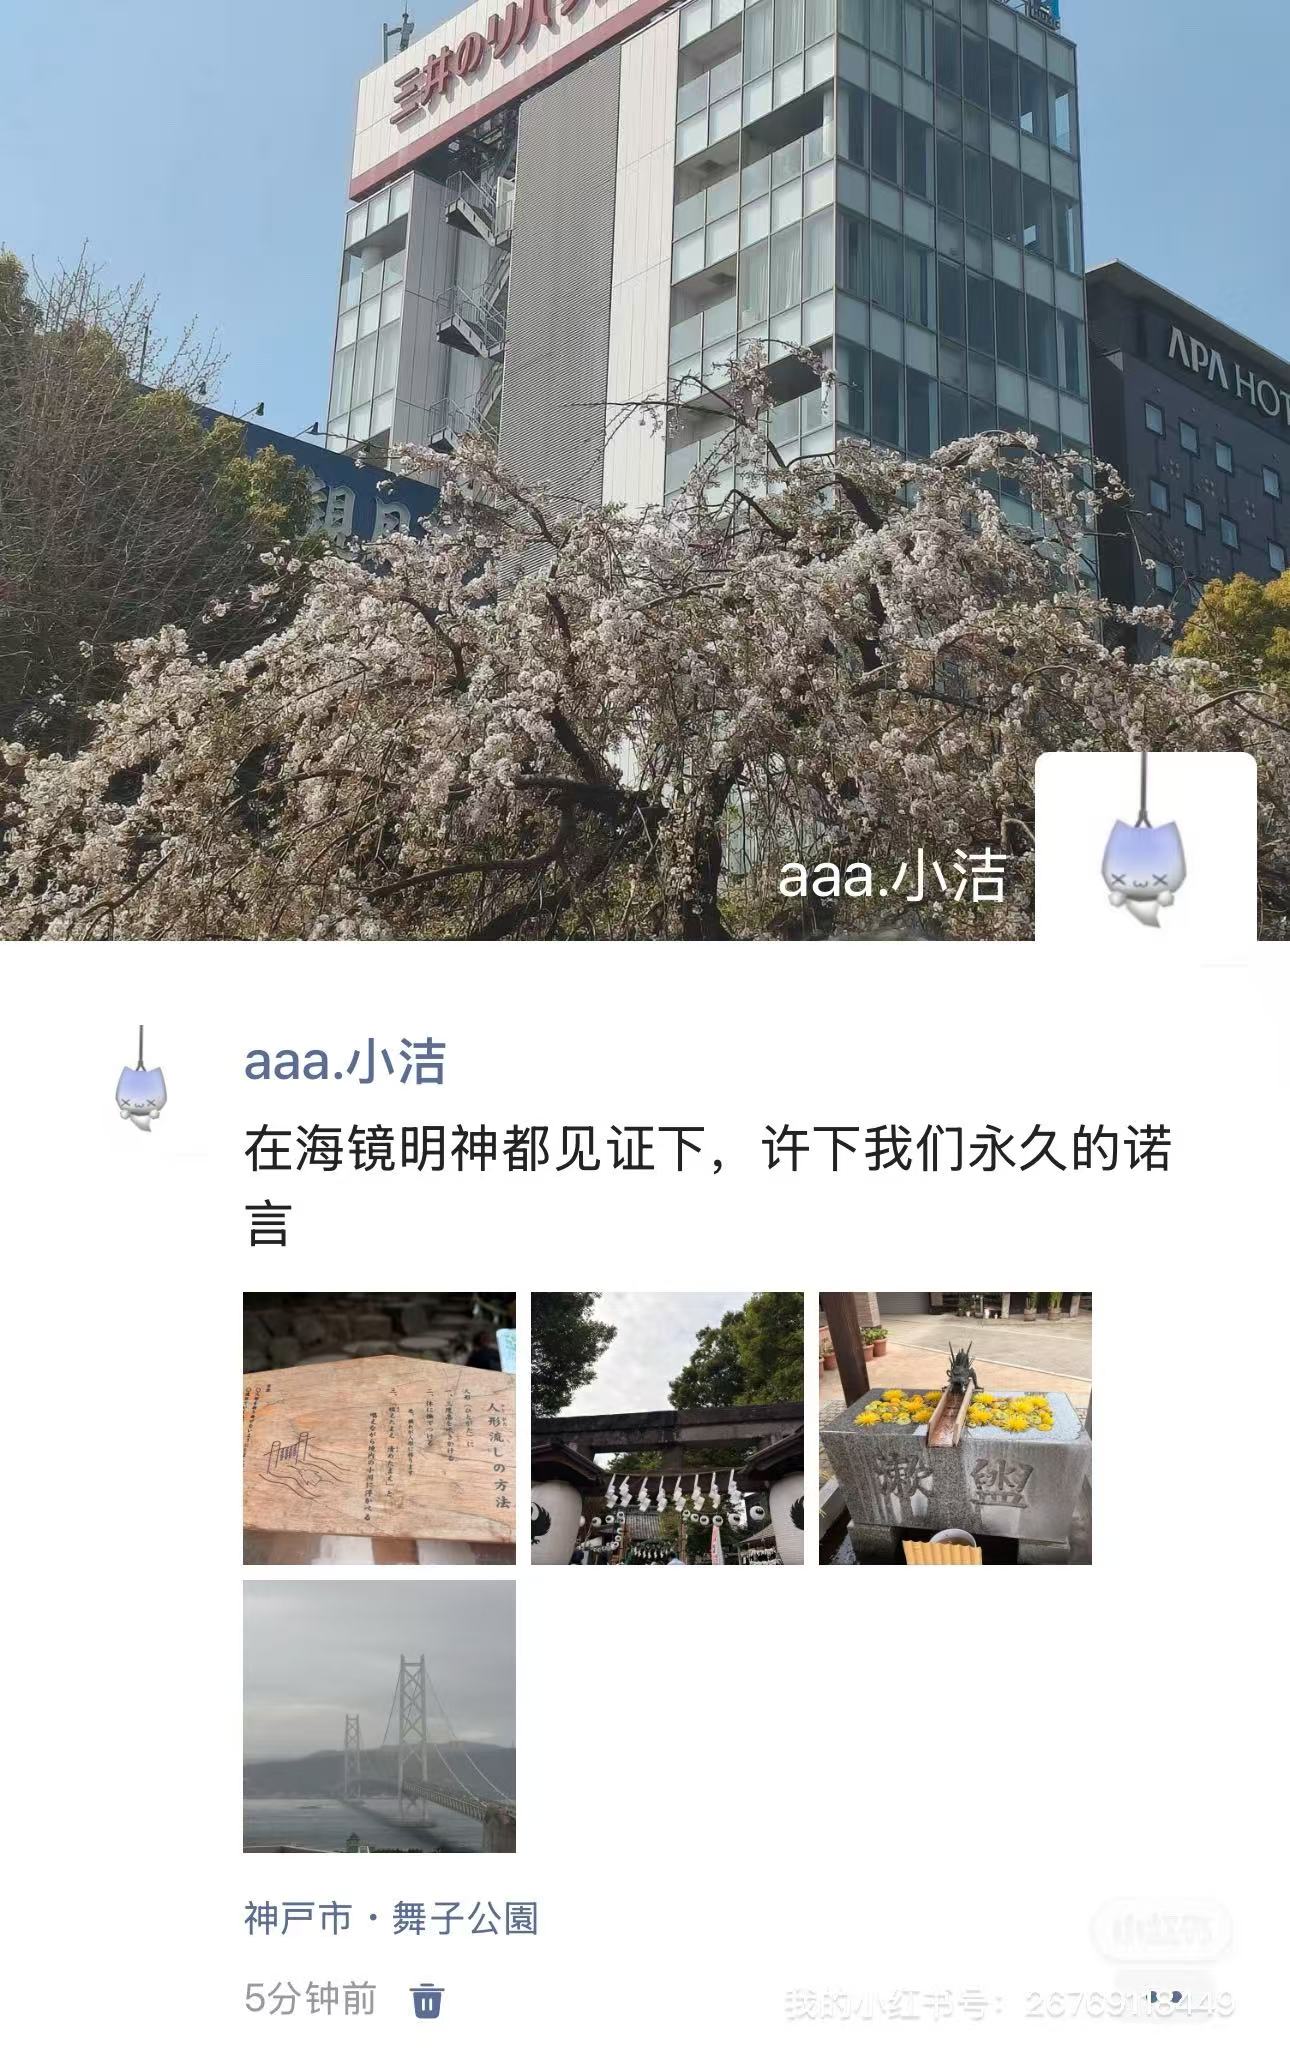 三井のリハ
APA HOT
aaa.小洁
aaa.小洁
在海镜明神都见证下，许下我们永久的诺
言
人形流しの方法
漱盥
神戸市・舞子公園
5分钟前
小红书
我的小红书号：26769118449